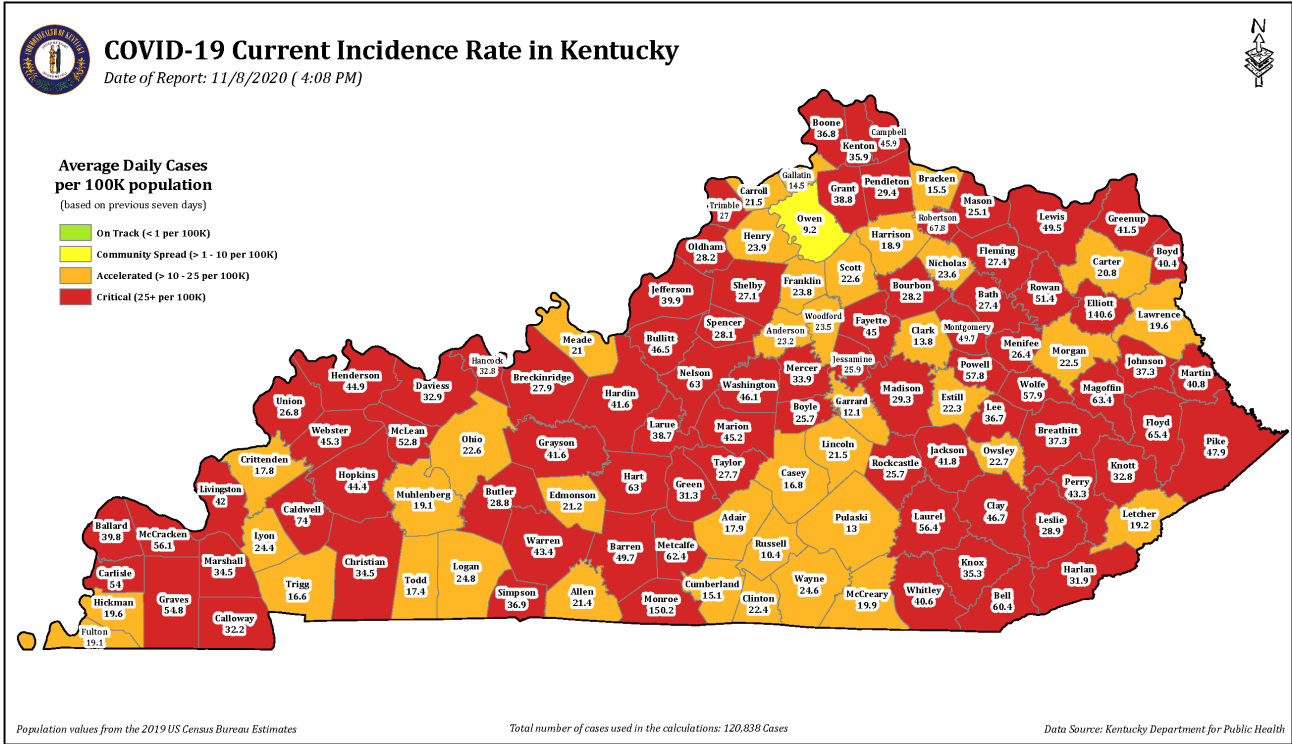 COVID-19 Current Incidence Rate in Kentucky
Date of Report: 11/8/2020 ( 4:08 PM)
N
Average Daily Cases
per 100K population
(based on previous seven days)
On Track (< 1 per 100K)
Community Spread (> 1 - 10 per 100K)
Accelerated (> 10 - 25 per 100K)
Critical (25+ per 100K)
Boone
36.8
Campbell
45.9
Kenton
35.9
Gallatin
14.5
Carroll
21.5
Grant
38.8
Pendleton
29.4
Bracken
15.5
Trimble
27
Owen
9.2
Mason
25.1
Robertson
67.8
Lewis
49.5
Greenup
41.5
Oldham
28.2
Henry
23.9
Harrison
18.9
Fleming
27.4
Boyd
40.4
Nicholas
23.6
Carter
20.8
Jefferson
39.9
Shelby
27.1
Franklin
23.8
Scott
22.6
Bourbon
28.2
Bath
27.4
Rowan
51.4
Elliott
140.6
Lawrence
19.6
Spencer
28.1
Anderson
23.2
Woodford
23.5
Fayette
45
Clark
13.8
Montgomery
49.7
Menifee
26.4
Morgan
22.5
Johnson
37.3
Martin
40.8
Meade
21
Bullitt
46.5
Hancock
32.8
Breckinridge
27.9
Nelson
63
Washington
46.1
Mercer
33.9
Jessamine
25.9
Madison
29.3
Powell
57.8
Estill
22.3
Wolfe
57.9
Magoffin
63.4
Henderson
44.9
Daviess
32.9
Union
26.8
Hardin
41.6
Boyle
25.7
Garrard
12.1
Lee
36.7
Floyd
65.4
Webster
45.3
McLean
52.8
Ohio
22.6
Grayson
41.6
Larue
38.7
Marion
45.2
Lincoln
21.5
Breathitt
37.3
Pike
47.9
Crittenden
17.8
Hopkins
44.4
Hart
63
Taylor
27.7
Casey
16.8
Rockcastle
25.7
Jackson
41.8
Owsley
22.7
Knott
32.8
Livingston
42
Muhlenberg
19.1
Butler
28.8
Edmonson
21.2
Green
31.3
Perry
43.3
Caldwell
74
Adair
17.9
Pulaski
13
Laurel
56.4
Clay
46.7
Leslie
28.9
Letcher
19.2
Ballard
39.8
McCracken
56.1
Lyon
24.4
Warren
43.4
Barren
49.7
Metcalfe
62.4
Russell
10.4
Marshall
34.5
Christian
34.5
Knox
35.3
Harlan
31.9
Carlisle
54
Trigg
16.6
Todd
17.4
Logan
24.8
Simpson
36.9
Allen
21.4
Monroe
150.2
Cumberland
15.1
Clinton
22.4
Wayne
24.6
McCreary
19.9
Whitley
40.6
Bell
60.4
Hickman
19.6
Graves
54.8
Calloway
32.2
Fulton
19.1
Population values from the 2019 US Census Bureau Estimates
Total number of cases used in the calculations: 120,838 Cases
Data Source: Kentucky Department for Public Health